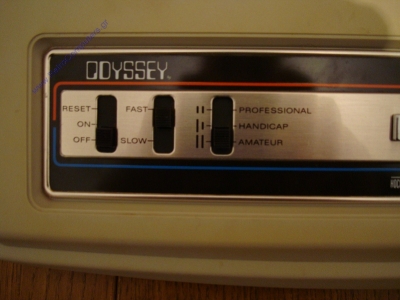 ODYSSEY
RESET
ON
OFF
FAST
SLOW
PROFESSIONAL
HANDICAP
AMATEUR